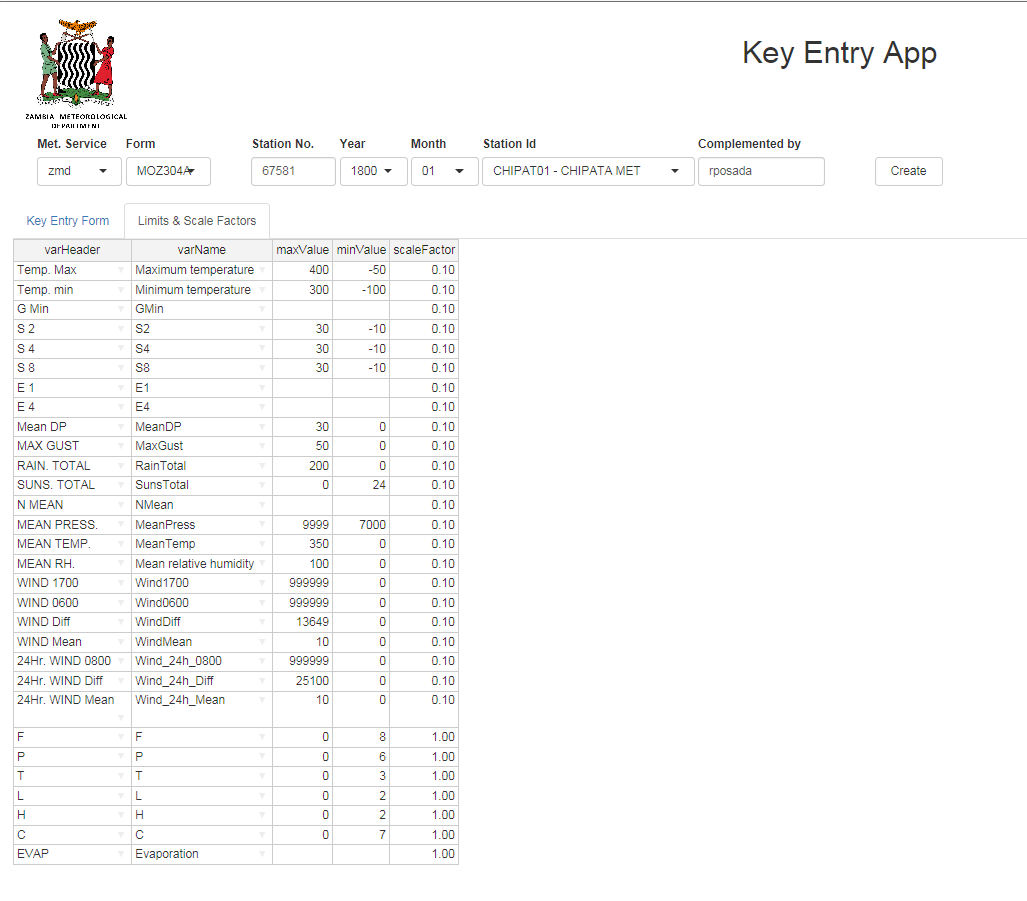 ZAMBIA METEOROLOGICAL
DEPARTMENT
Key Entry App
Met. Service Form Station No. Year Month Station Id Complemented by
zmd MOZ304A 67581 1800 01 CHIPAT01 - CHIPATA MET rposada Create
Key Entry Form Limits & Scale Factors
varHeader varName maxValue minValue scaleFactor
Temp. Max Maximum temperature 400 -50 0.10
Temp. min Minimum temperature 300 -100 0.10
G Min GMin 0.10
S 2 S2 30 -10 0.10
S 4 S4 30 -10 0.10
S 8 S8 30 -10 0.10
E 1 E1 0.10
E 4 E4 0.10
Mean DP MeanDP 30 0 0.10
MAX GUST MaxGust 50 0 0.10
RAIN. TOTAL RainTotal 200 0 0.10
SUNS. TOTAL SunsTotal 0 24 0.10
N MEAN NMean 0.10
MEAN PRESS. MeanPress 9999 7000 0.10
MEAN TEMP. MeanTemp 350 0 0.10
MEAN RH. Mean relative humidity 100 0 0.10
WIND 1700 Wind1700 999999 0 0.10
WIND 0600 Wind0600 999999 0 0.10
WIND Diff WindDiff 13649 0 0.10
WIND Mean WindMean 10 0 0.10
24Hr. WIND 0800 Wind_24h_0800 999999 0 0.10
24Hr. WIND Diff Wind_24h_Diff 25100 0 0.10
24Hr. WIND Mean Wind_24h_Mean 10 0 0.10
F F 0 8 1.00
P P 0 6 1.00
T T 0 3 1.00
L L 0 2 1.00
H H 0 2 1.00
C C 0 7 1.00
EVAP Evaporation 1.00